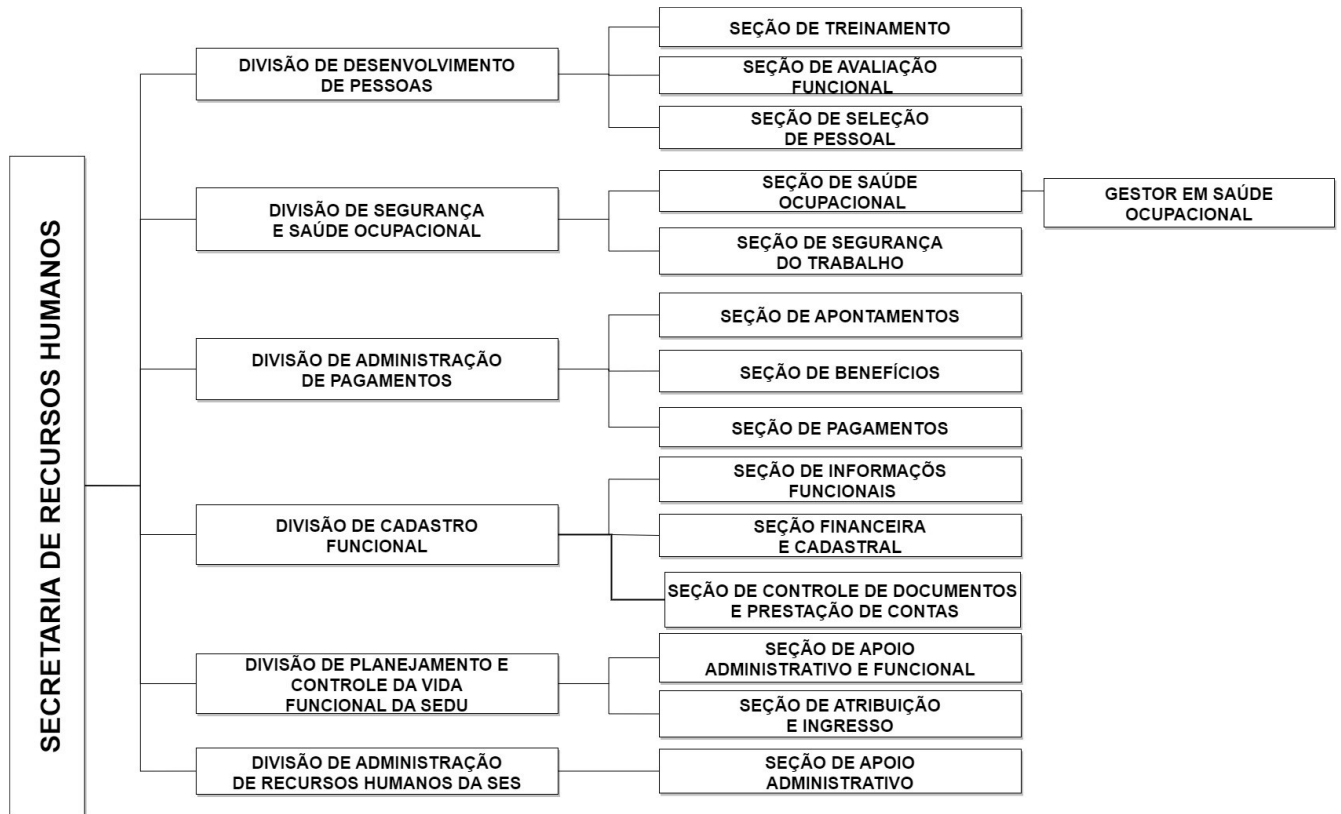 SECRETARIA DE RECURSOS HUMANOS
DIVISÃO DE DESENVOLVIMENTO
DE PESSOAS
SEÇÃO DE TREINAMENTO
SEÇÃO DE AVALIAÇÃO
FUNCIONAL
SEÇÃO DE SELEÇÃO
DE PESSOAL
DIVISÃO DE SEGURANÇA
E SAÚDE OCUPACIONAL
SEÇÃO DE SAÚDE
OCUPACIONAL
GESTOR EM SAÚDE
OCUPACIONAL
SEÇÃO DE SEGURANÇA
DO TRABALHO
DIVISÃO DE ADMINISTRAÇÃO
DE PAGAMENTOS
SEÇÃO DE APONTAMENTOS
SEÇÃO DE BENEFÍCIOS
SEÇÃO DE PAGAMENTOS
DIVISÃO DE CADASTRO
FUNCIONAL
SEÇÃO DE INFORMAÇÕS
FUNCIONAIS
SEÇÃO FINANCEIRA
E CADASTRAL
SEÇÃO DE CONTROLE DE DOCUMENTOS
E PRESTAÇÃO DE CONTAS
DIVISÃO DE PLANEJAMENTO E
CONTROLE DA VIDA
FUNCIONAL DA SEDU
SEÇÃO DE APOIO
ADMINISTRATIVO E FUNCIONAL
SEÇÃO DE ATRIBUIÇÃO
E INGRESSO
DIVISÃO DE ADMINISTRAÇÃO
DE RECURSOS HUMANOS DA SES
SEÇÃO DE APOIO
ADMINISTRATIVO